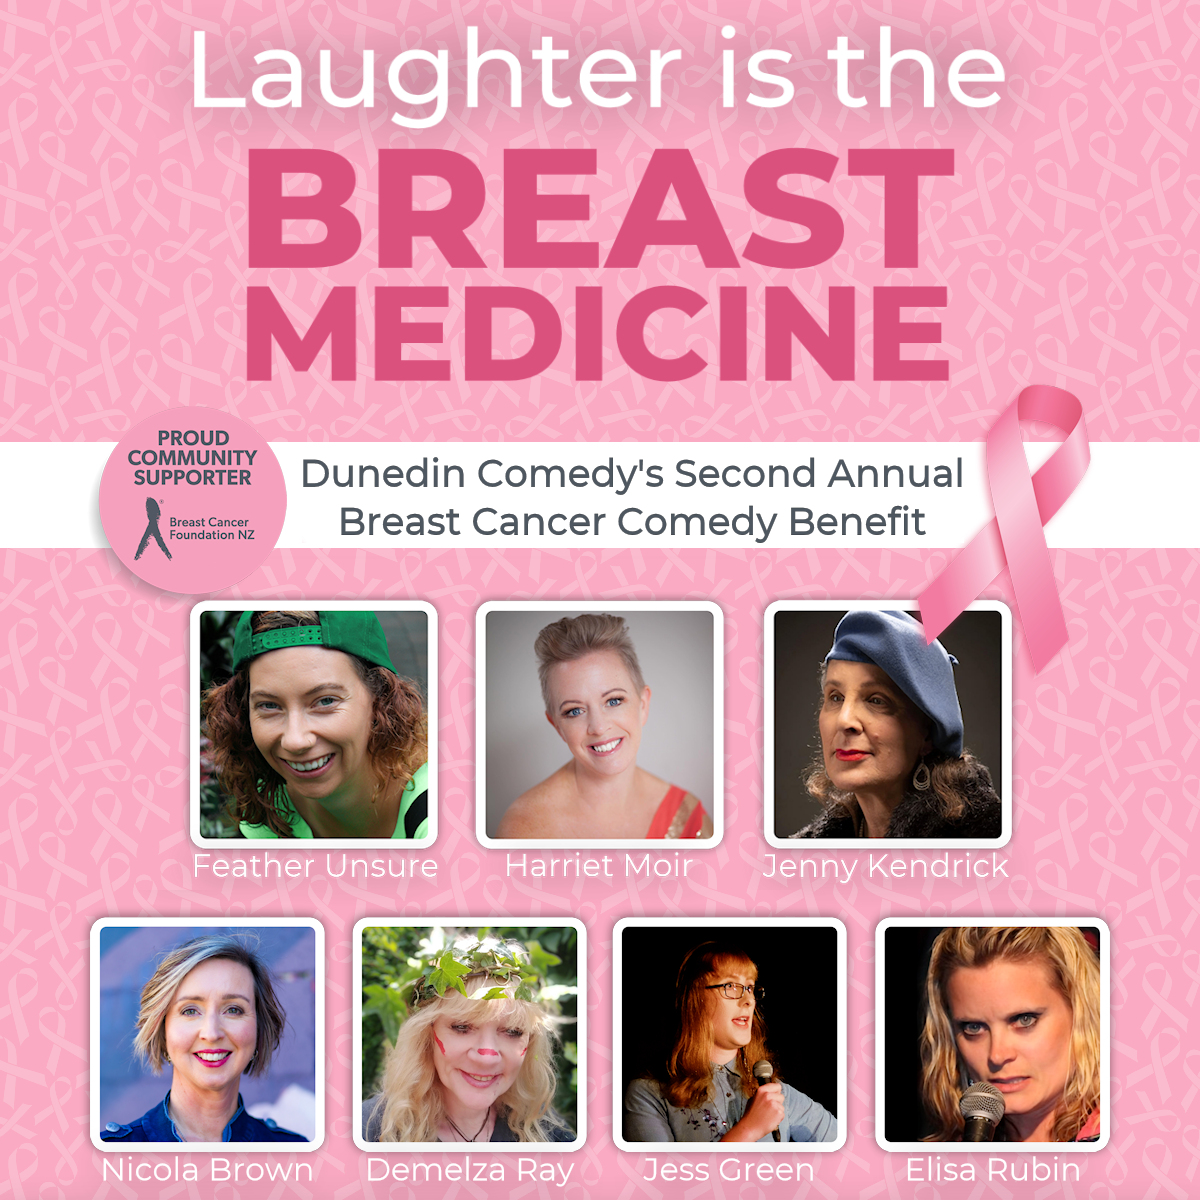 Laughter is the
BREAST
MEDICINE
PROUD
COMMUNITY
SUPPORTER
Breast Cancer
Foundation NZ
Dunedin Comedy's Second Annual
Breast Cancer Comedy Benefit
Feather Unsure
Harriet Moir
Jenny Kendrick
Nicola Brown
Demelza Ray
Jess Green
Elisa Rubin